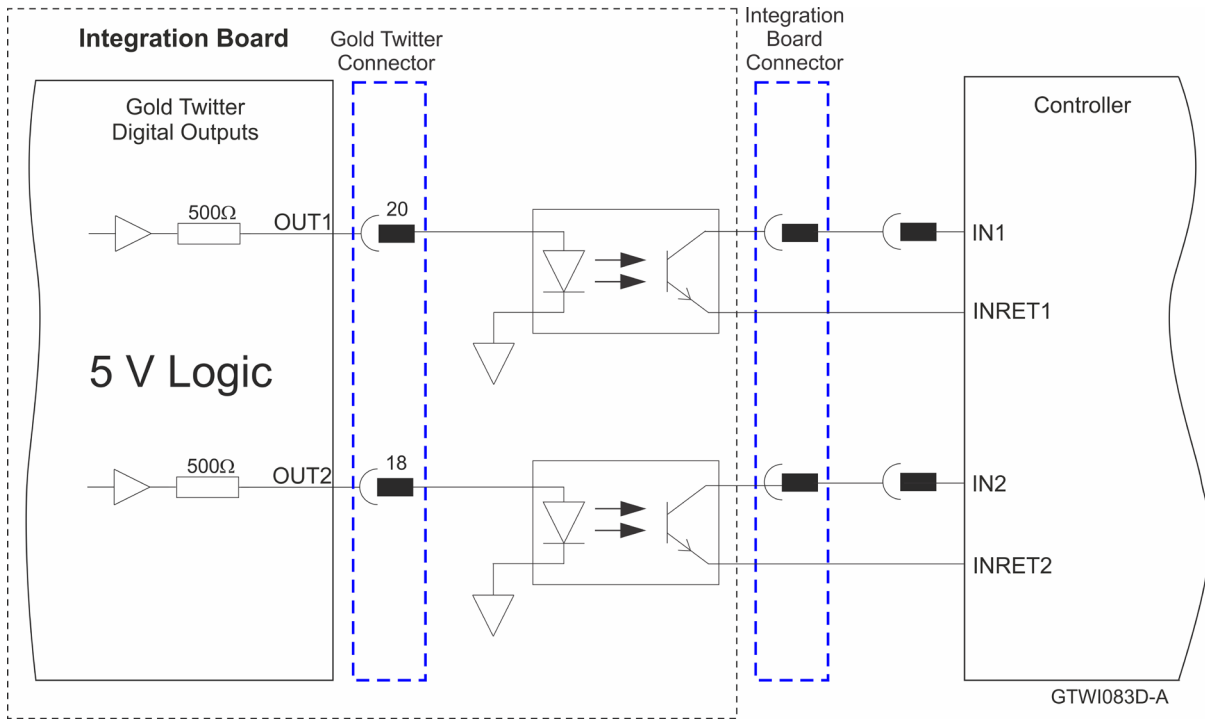 Integration Board
Gold Twitter
Connector
Integration
Board
Connector
Gold Twitter
Digital Outputs
Controller
500Ω
OUT1
20
IN1
INRET1
5 V Logic
500Ω
OUT2
18
IN2
INRET2
GTWI083D-A